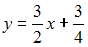 y = 3/2 x + 3/4